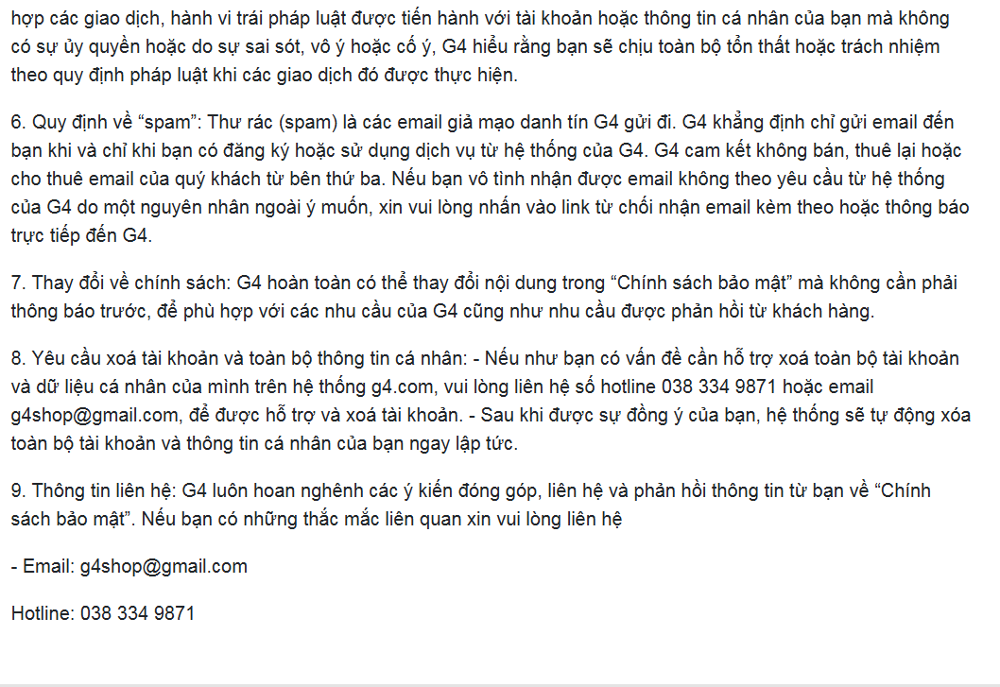 hợp các giao dịch, hành vi trái pháp luật được tiến hành với tài khoản hoặc thông tin cá nhân của bạn mà không
có sự ủy quyền hoặc do sự sai sót, vô ý hoặc cố ý, G4 hiểu rằng bạn sẽ chịu toàn bộ tổn thất hoặc trách nhiệm
theo quy định pháp luật khi các giao dịch đó được thực hiện.
6. Quy định về “spam”: Thư rác (spam) là các email giả mạo danh tín G4 gửi đi. G4 khẳng định chỉ gửi email đến
bạn khi và chỉ khi bạn có đăng ký hoặc sử dụng dịch vụ từ hệ thống của G4. G4 cam kết không bán, thuê lại hoặc
cho thuê email của quý khách từ bên thứ ba. Nếu bạn vô tình nhận được email không theo yêu cầu từ hệ thống
của G4 do một nguyên nhân ngoài ý muốn, xin vui lòng nhấn vào link từ chối nhận email kèm theo hoặc thông báo
trực tiếp đến G4.
7. Thay đổi về chính sách: G4 hoàn toàn có thể thay đổi nội dung trong “Chính sách bảo mật” mà không cần phải
thông báo trước, để phù hợp với các nhu cầu của G4 cũng như nhu cầu được phản hồi từ khách hàng.
8. Yêu cầu xoá tài khoản và toàn bộ thông tin cá nhân: - Nếu như bạn có vấn đề cần hỗ trợ xoá toàn bộ tài khoản
và dữ liệu cá nhân của mình trên hệ thống g4.com, vui lòng liên hệ số hotline 038 334 9871 hoặc email
g4shop@gmail.com, để được hỗ trợ và xoá tài khoản. - Sau khi được sự đồng ý của bạn, hệ thống sẽ tự động xóa
toàn bộ tài khoản và thông tin cá nhân của bạn ngay lập tức.
9. Thông tin liên hệ: G4 luôn hoan nghênh các ý kiến đóng góp, liên hệ và phản hồi thông tin từ bạn về “Chính
sách bảo mật”. Nếu bạn có những thắc mắc liên quan xin vui lòng liên hệ
- Email: g4shop@gmail.com
Hotline: 038 334 9871